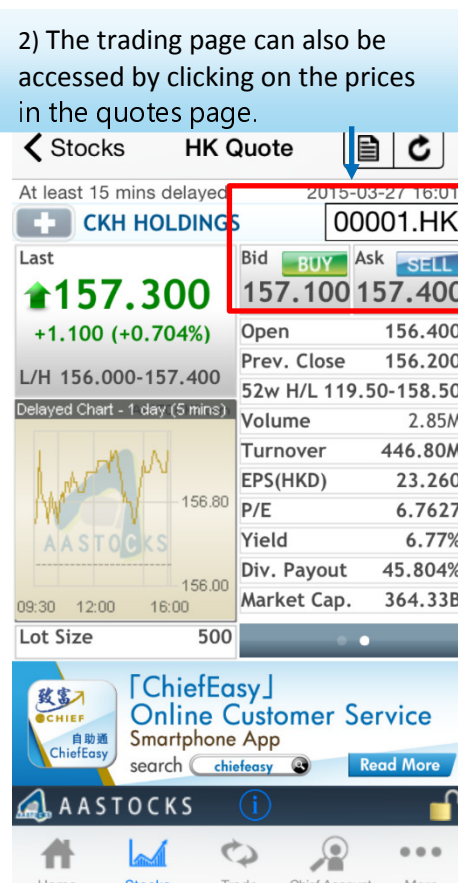 2) The trading page can also be
accessed by clicking on the prices
in the quotes page.
Stocks HK Quote
At least 15 mins delayed 2015-03-27 16:01
CKH HOLDINGS 00001.HK
Last Bid BUY Ask SELL
157.300 157.100 157.400
+1.100 (+0.704%)
L/H 156.000-157.400
Open 156.400
Prev. Close 156.200
52w H/L 119.50-158.50
Volume 2.85M
Turnover 446.80M
EPS(HKD) 23.260
P/E 6.7627
Yield 6.77%
Div. Payout 45.804%
Market Cap. 364.33B
Delayed Chart - 1 day (5 mins)
156.80
AASTOCKS
156.00
09:30 12:00 16:00
Lot Size 500
致富
CHIEF
自助通
ChiefEasy
「ChiefEasy」
Online Customer Service
Smartphone App
search chiefeasy Read More
AASTOCKS i
Home Stocks Trade Chief Account More